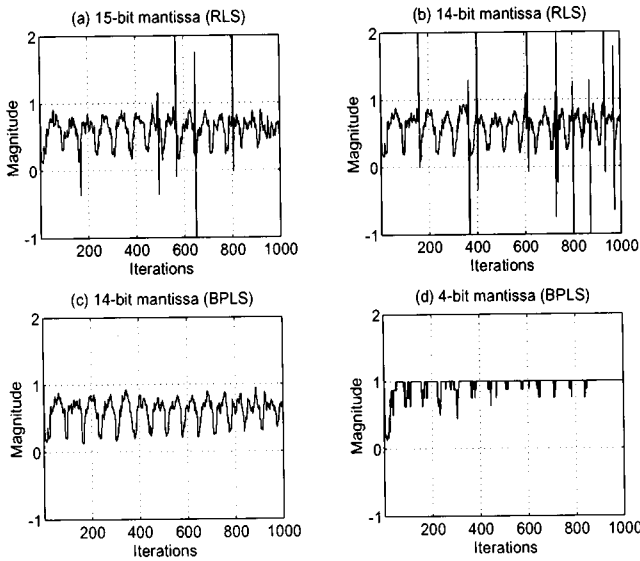 (a) 15-bit mantissa (RLS)
2
1
0
-1
Magnitude
200 400 600 800 1000
Iterations
(b) 14-bit mantissa (RLS)
2
1
0
-1
Magnitude
200 400 600 800 1000
Iterations
(c) 14-bit mantissa (BPLS)
2
1
0
-1
Magnitude
200 400 600 800 1000
Iterations
(d) 4-bit mantissa (BPLS)
2
1
0
-1
Magnitude
200 400 600 800 1000
Iterations